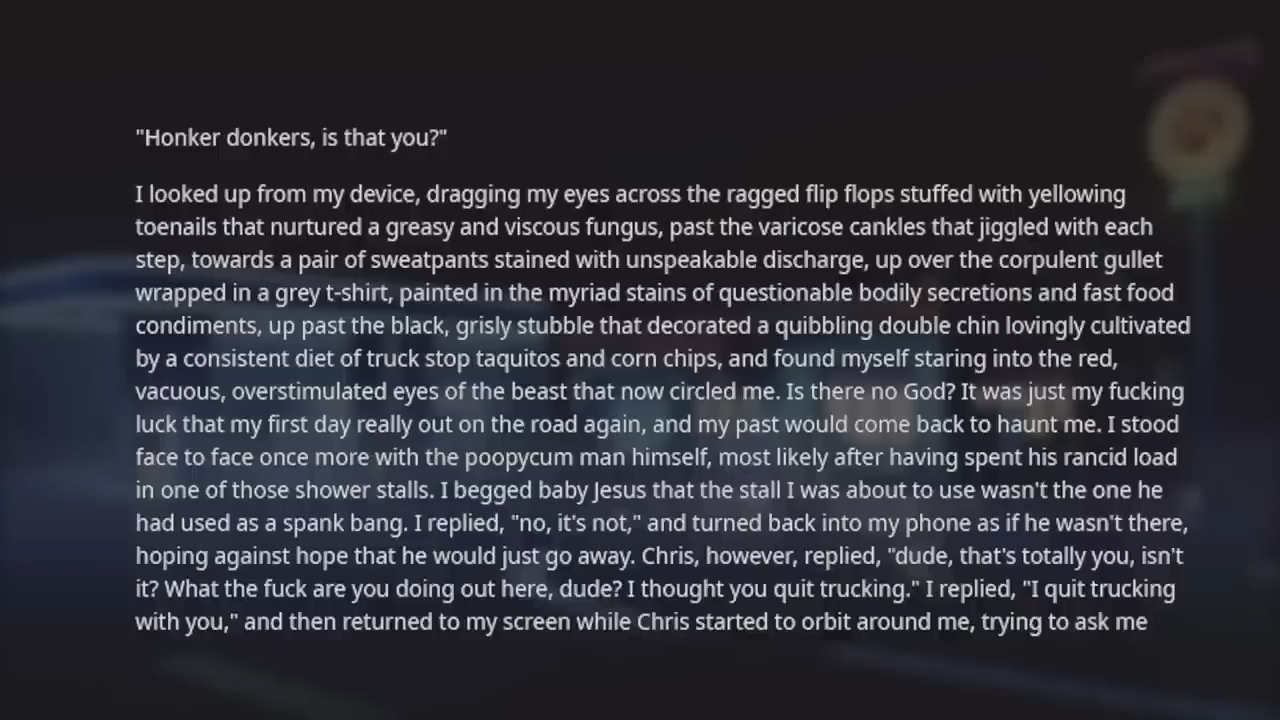 "Honker donkers, is that you?"
I looked up from my device, dragging my eyes across the ragged flip flops stuffed with yellowing
toenails that nurtured a greasy and viscous fungus, past the varicose cankles that jiggled with each
step, towards a pair of sweatpants stained with unspeakable discharge, up over the corpulent gullet
wrapped in a grey t-shirt, painted in the myriad stains of questionable bodily secretions and fast food
condiments, up past the black, grisly stubble that decorated a quibbling double chin lovingly cultivated
by a consistent diet of truck stop taquitos and corn chips, and found myself staring into the red,
vacuous, overstimulated eyes of the beast that now circled me. Is there no God? It was just my fucking
luck that my first day really out on the road again, and my past would come back to haunt me. I stood
face to face once more with the poopycum man himself, most likely after having spent his rancid load
in one of those shower stalls. I begged baby Jesus that the stall I was about to use wasn't the one he
had used as a spank bang. I replied, "no, it's not," and turned back into my phone as if he wasn't there,
hoping against hope that he would just go away. Chris, however, replied, "dude, that's totally you, isn't
it? What the fuck are you doing out here, dude? I thought you quit trucking." I replied, "I quit trucking
with you," and then returned to my screen while Chris started to orbit around me, trying to ask me